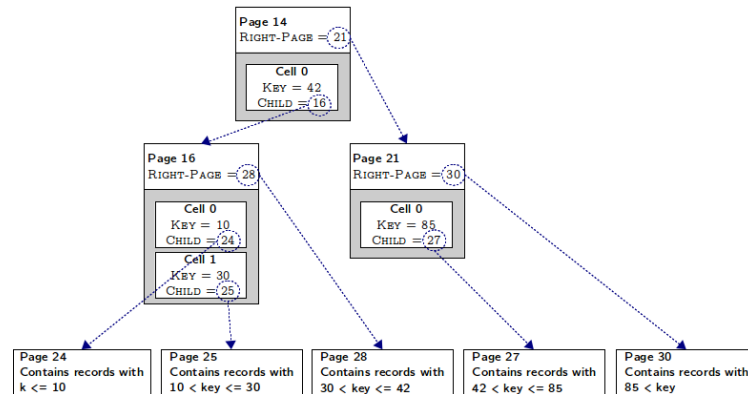 Page 14
RIGHT-PAGE = 21
Cell 0
KEY = 42
CHILD = 16
Page 16
RIGHT-PAGE = 28
Cell 0
KEY = 10
CHILD = 24
Cell 1
KEY = 30
CHILD = 25
Page 21
RIGHT-PAGE = 30
Cell 0
KEY = 85
CHILD = 27
Page 24
Contains records with
k <= 10
Page 25
Contains records with
10 < key <= 30
Page 28
Contains records with
30 < key <= 42
Page 27
Contains records with
42 < key <= 85
Page 30
Contains records with
85 < key